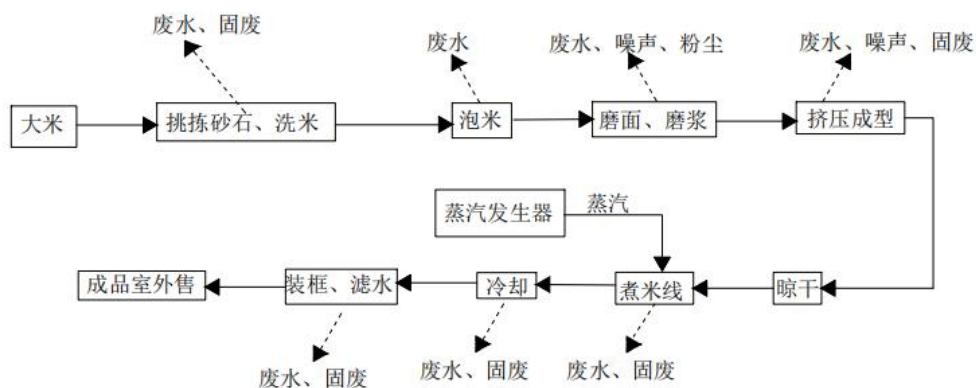 废水、固废
废水
废水、噪声、粉尘
废水、噪声、固废
大米
挑拣砂石、洗米
泡米
磨面、磨浆
挤压成型
蒸汽发生器
蒸汽
成品室外售
装框、滤水
冷却
煮米线
晾干
废水、固废
废水、固废
废水、固废